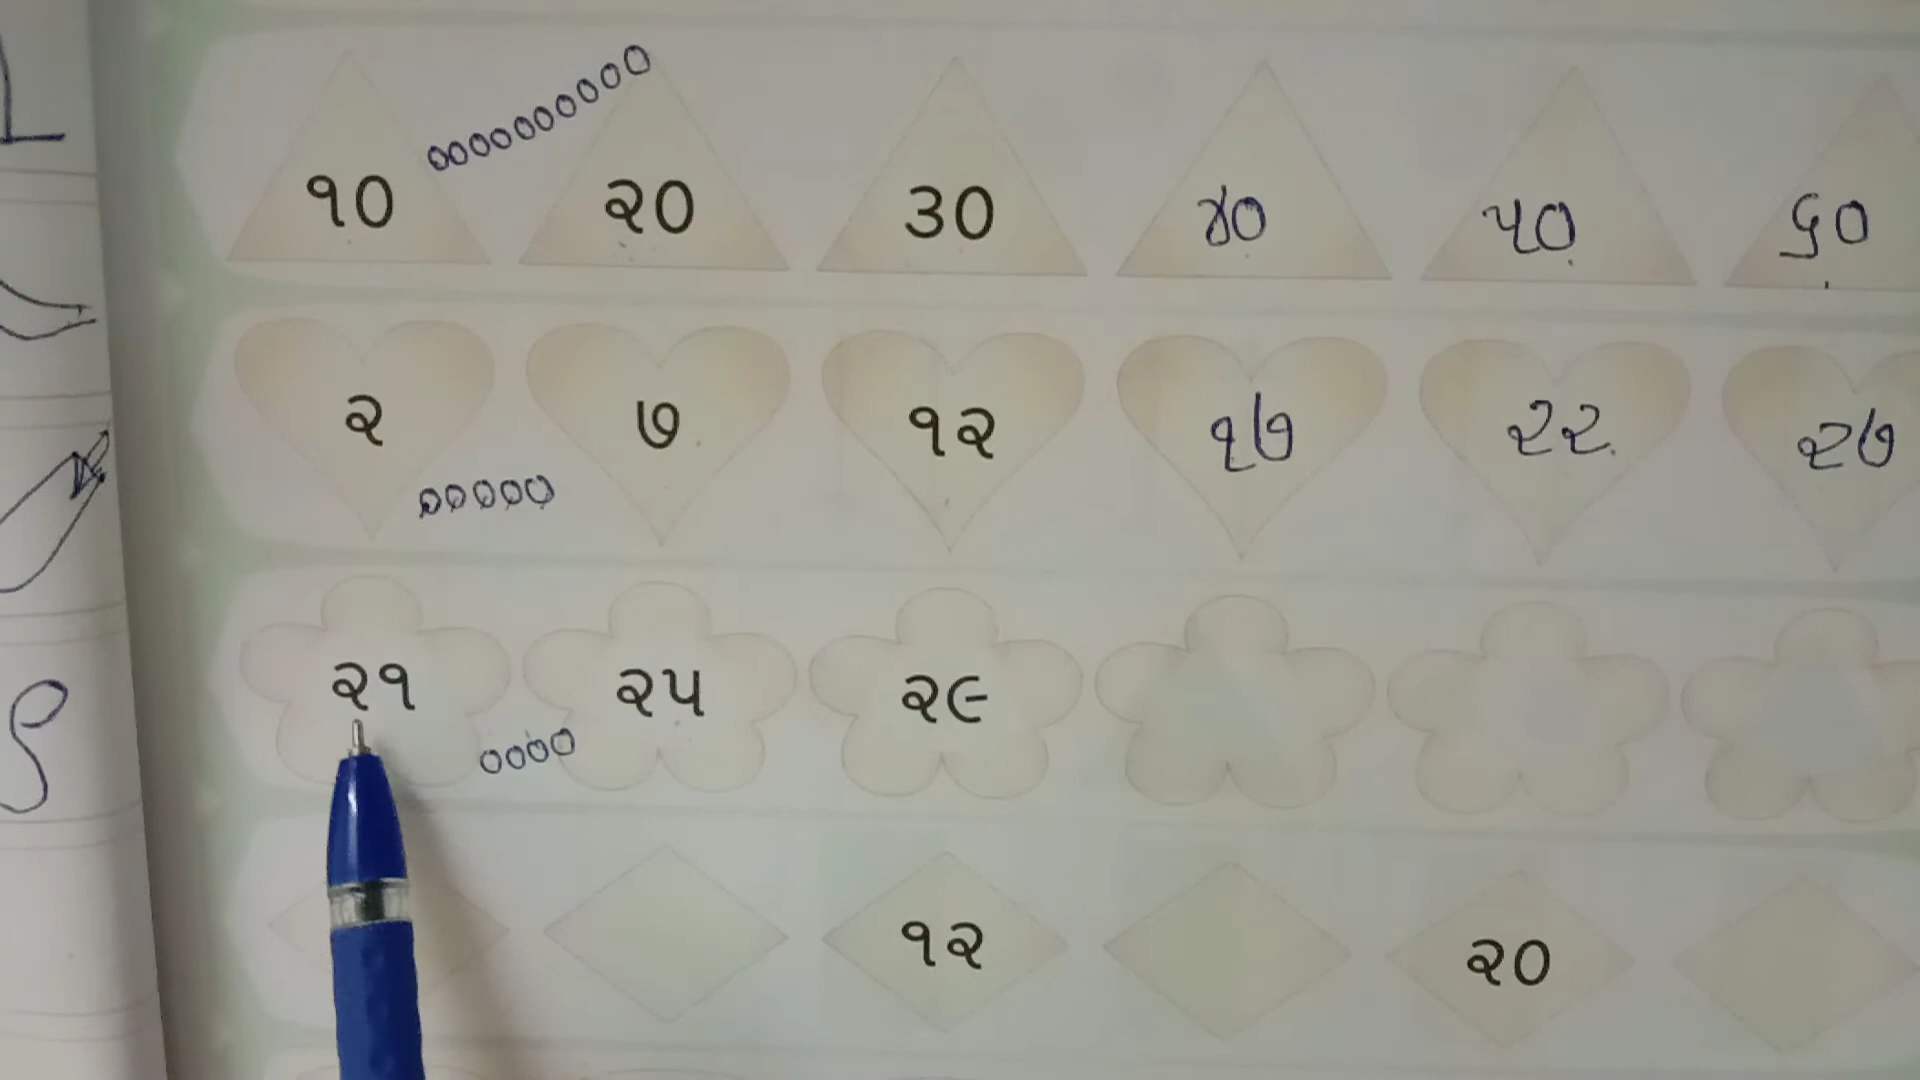 ૧૦ ૨૦ ૩૦ ૪૦ ૫૦ ૬૦
૨ ૭ ૧૨ ૧૭ ૨૨ ૨૭
૨૧ ૨૫ ૨૯
૧૨ ૨૦